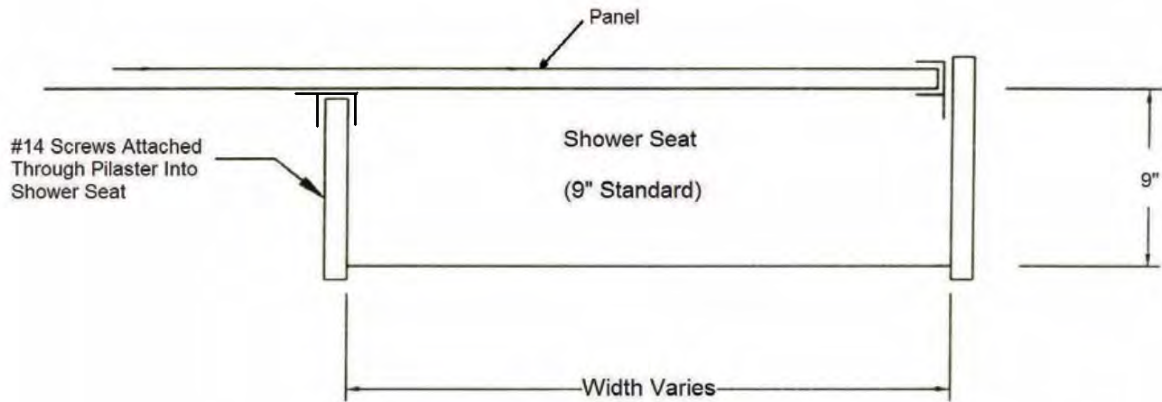 Panel
#14 Screws Attached
Through Pilaster Into
Shower Seat
Shower Seat
(9" Standard)
9"
Width Varies